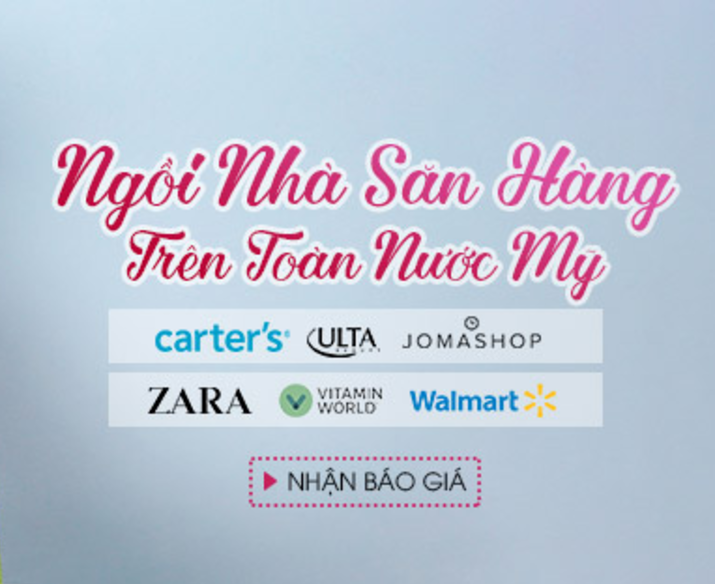 Ngồi Nhà Săn Hàng
Trên Toàn Nước Mỹ
carter's® ULTA JOMASHOP
ZARA VITAMIN WORLD Walmart
NHẬN BÁO GIÁ